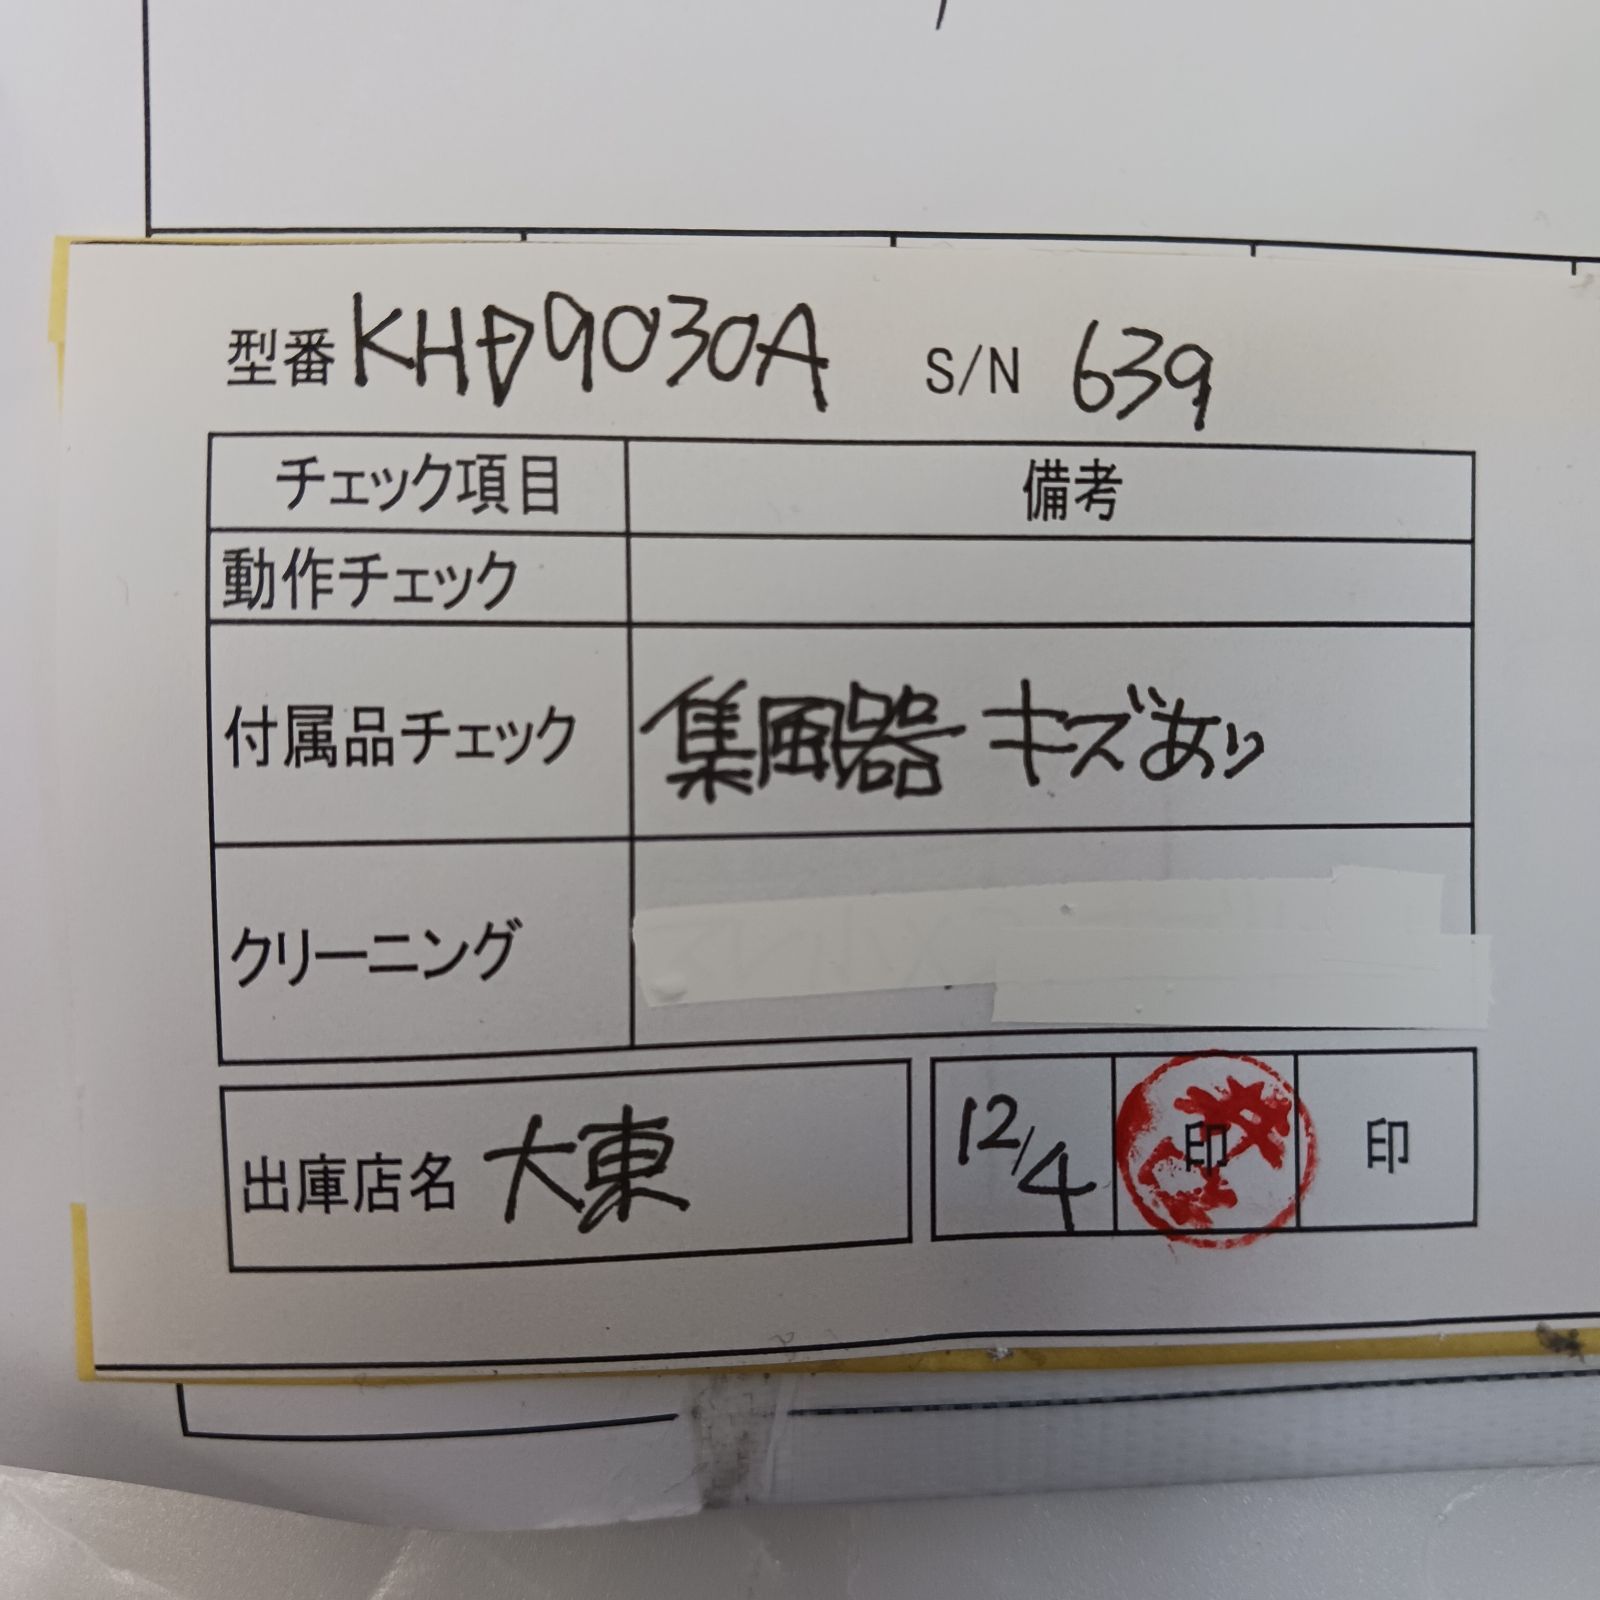 型番 KHD9030A S/N 639
チェック項目 備考
動作チェック
付属品チェック 集風器 キズあり
クリーニング
出庫店名 大東 12/4 印 印